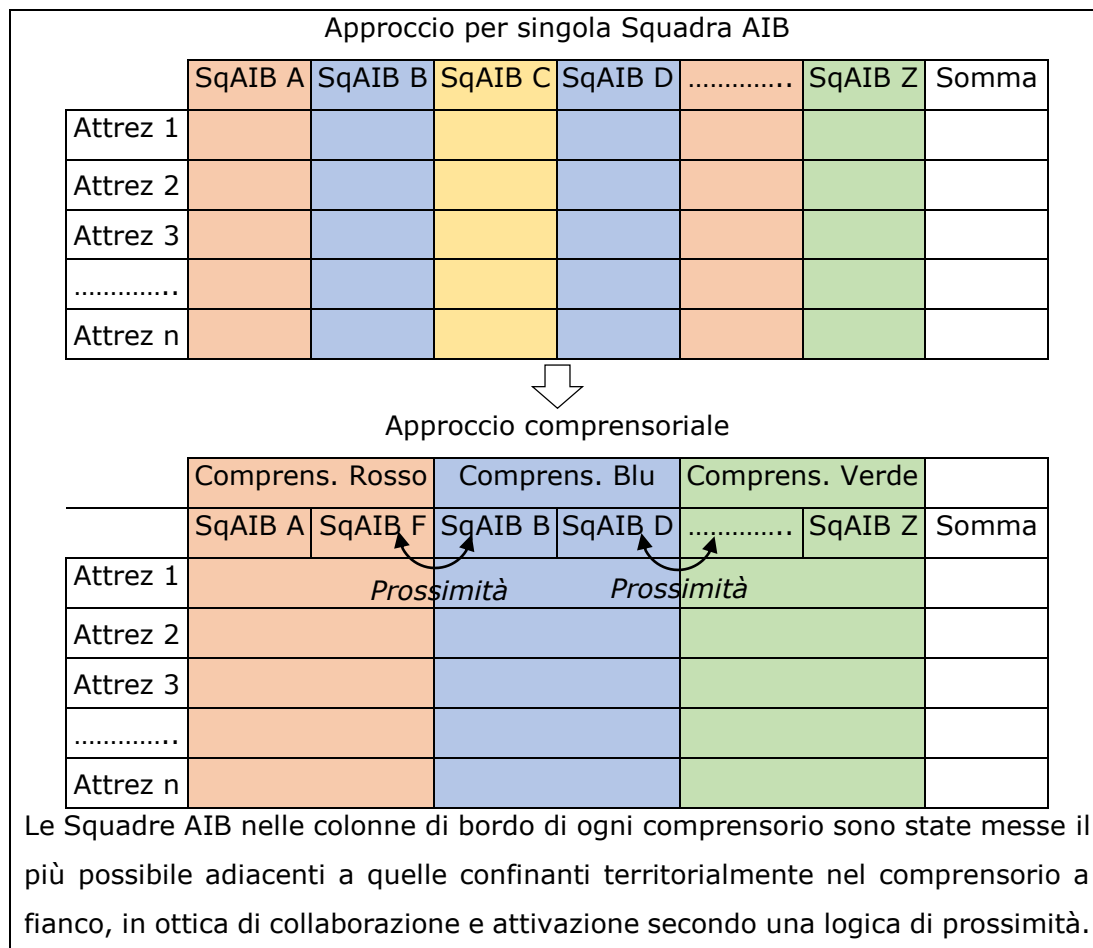 Approccio per singola Squadra AIB
SqAIB A SqAIB B SqAIB C SqAIB D ………….. SqAIB Z Somma
Attrez 1
Attrez 2
Attrez 3
…………..
Attrez n
Approccio comprensoriale
Comprens. Rosso Comprens. Blu Comprens. Verde
SqAIB A SqAIB F SqAIB B SqAIB D ………….. SqAIB Z Somma
Attrez 1
Prossimità Prossimità
Attrez 2
Attrez 3
…………..
Attrez n
Le Squadre AIB nelle colonne di bordo di ogni comprensorio sono state messe il
più possibile adiacenti a quelle confinanti territorialmente nel comprensorio a
fianco, in ottica di collaborazione e attivazione secondo una logica di prossimità.